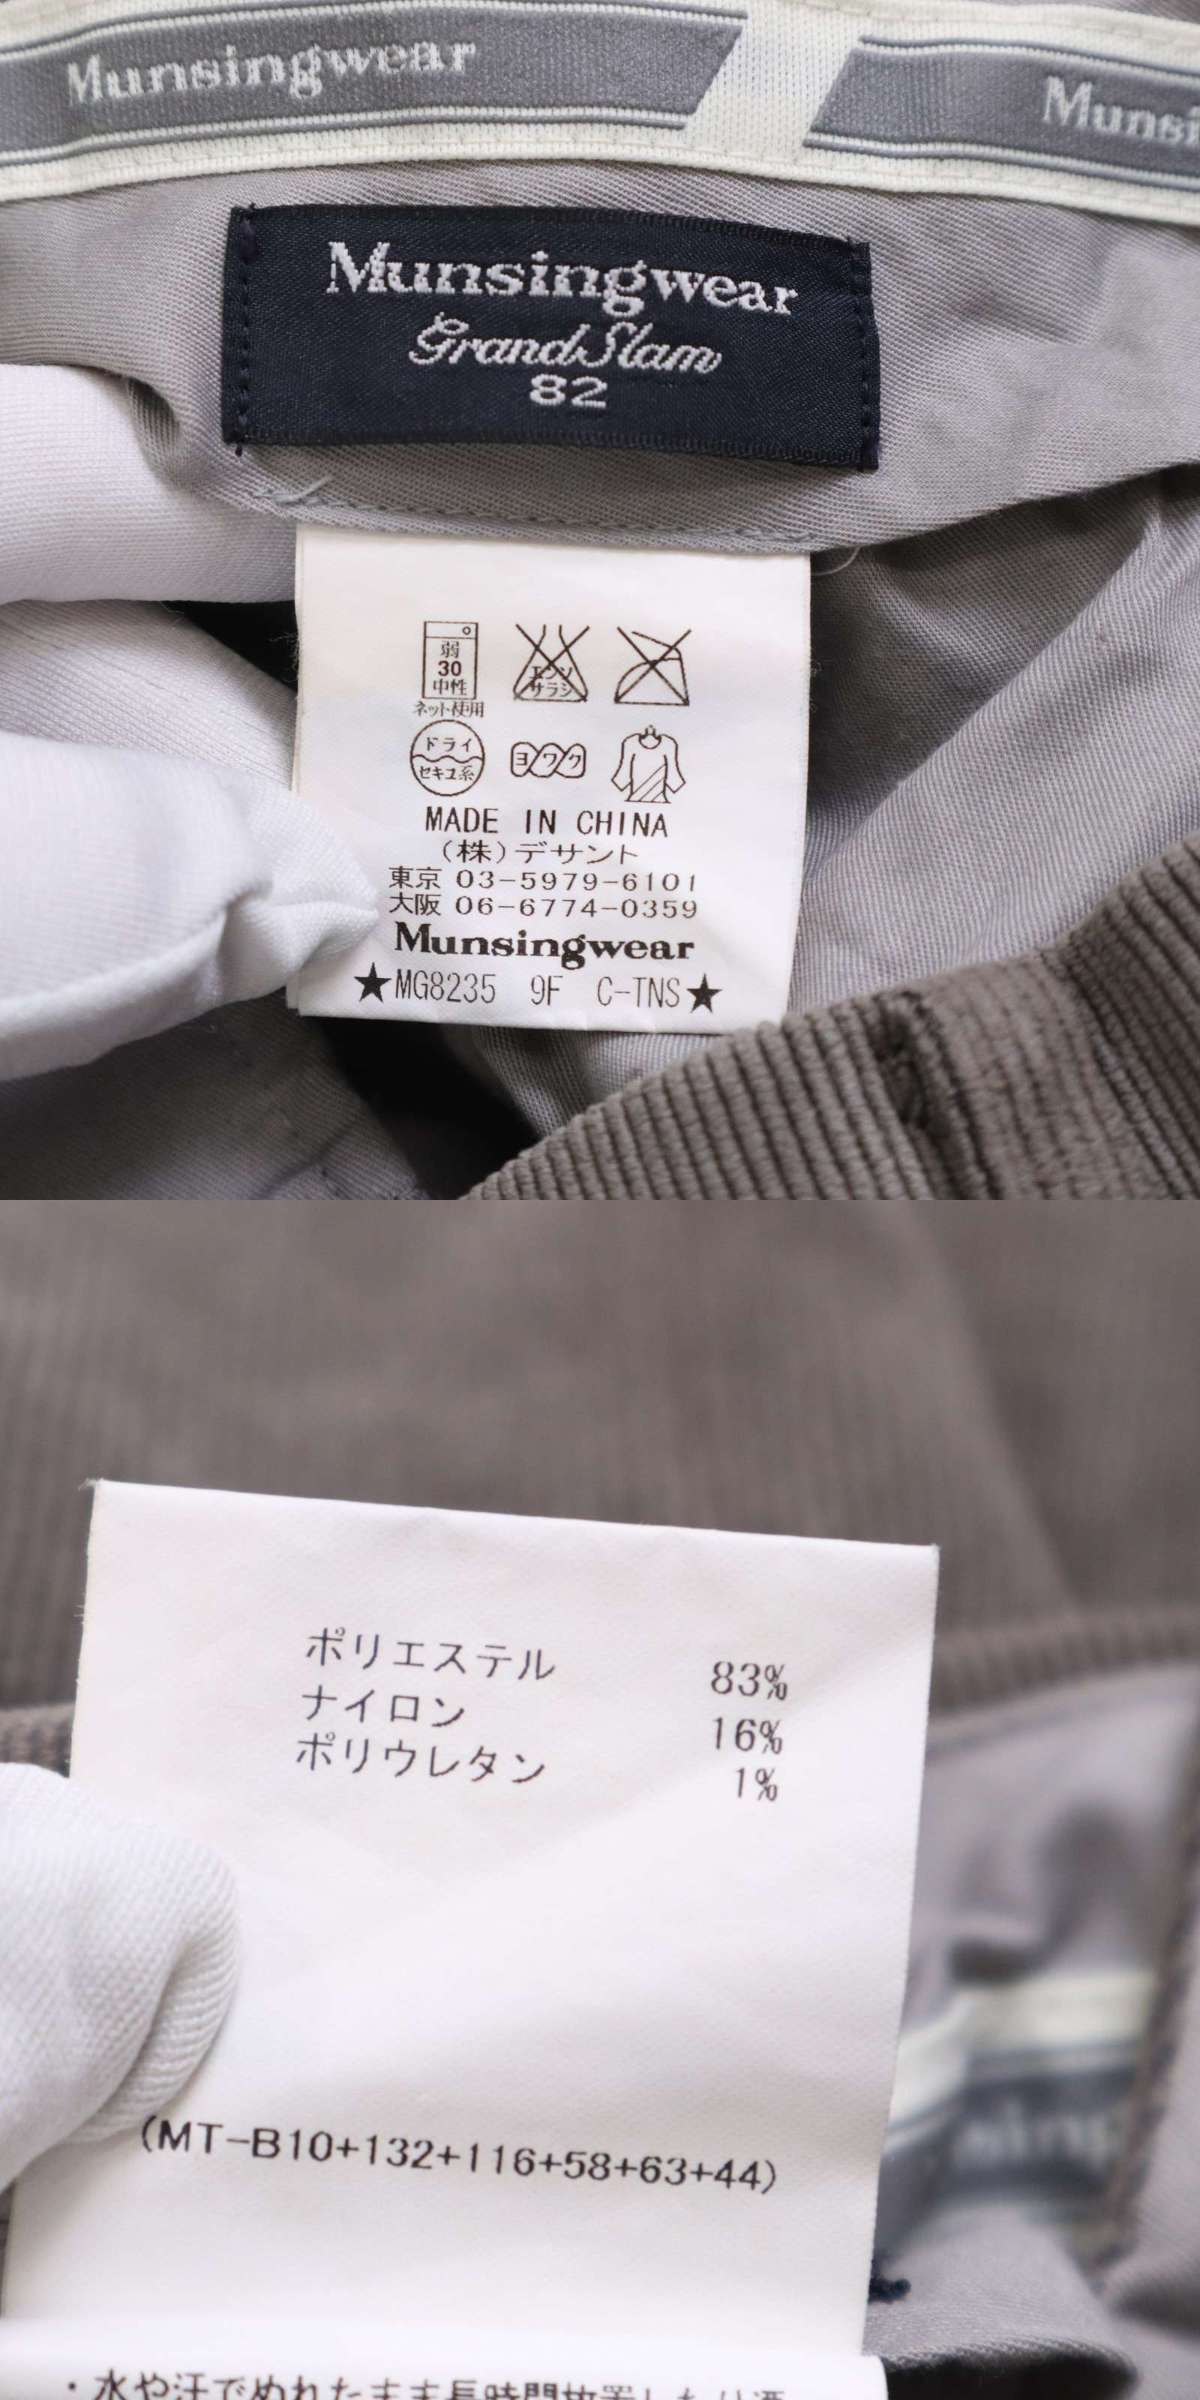 Munsingwear Munsi
Munsingwear
Grand Slam
82
弱
30
中性
ネット使用
エンソ
サラシ
ドライ
セキユ系
ヨワク
MADE IN CHINA
(株)デサント
東京 03-5979-6101
大阪 06-6774-0359
Munsingwear
★MG8235 9F C-TNS★
ポリエステル 83%
ナイロン 16%
ポリウレタン 1%
(MT-B10+132+116+58+63+44)
・水や汗でぬれたまま長時間放置したり洒